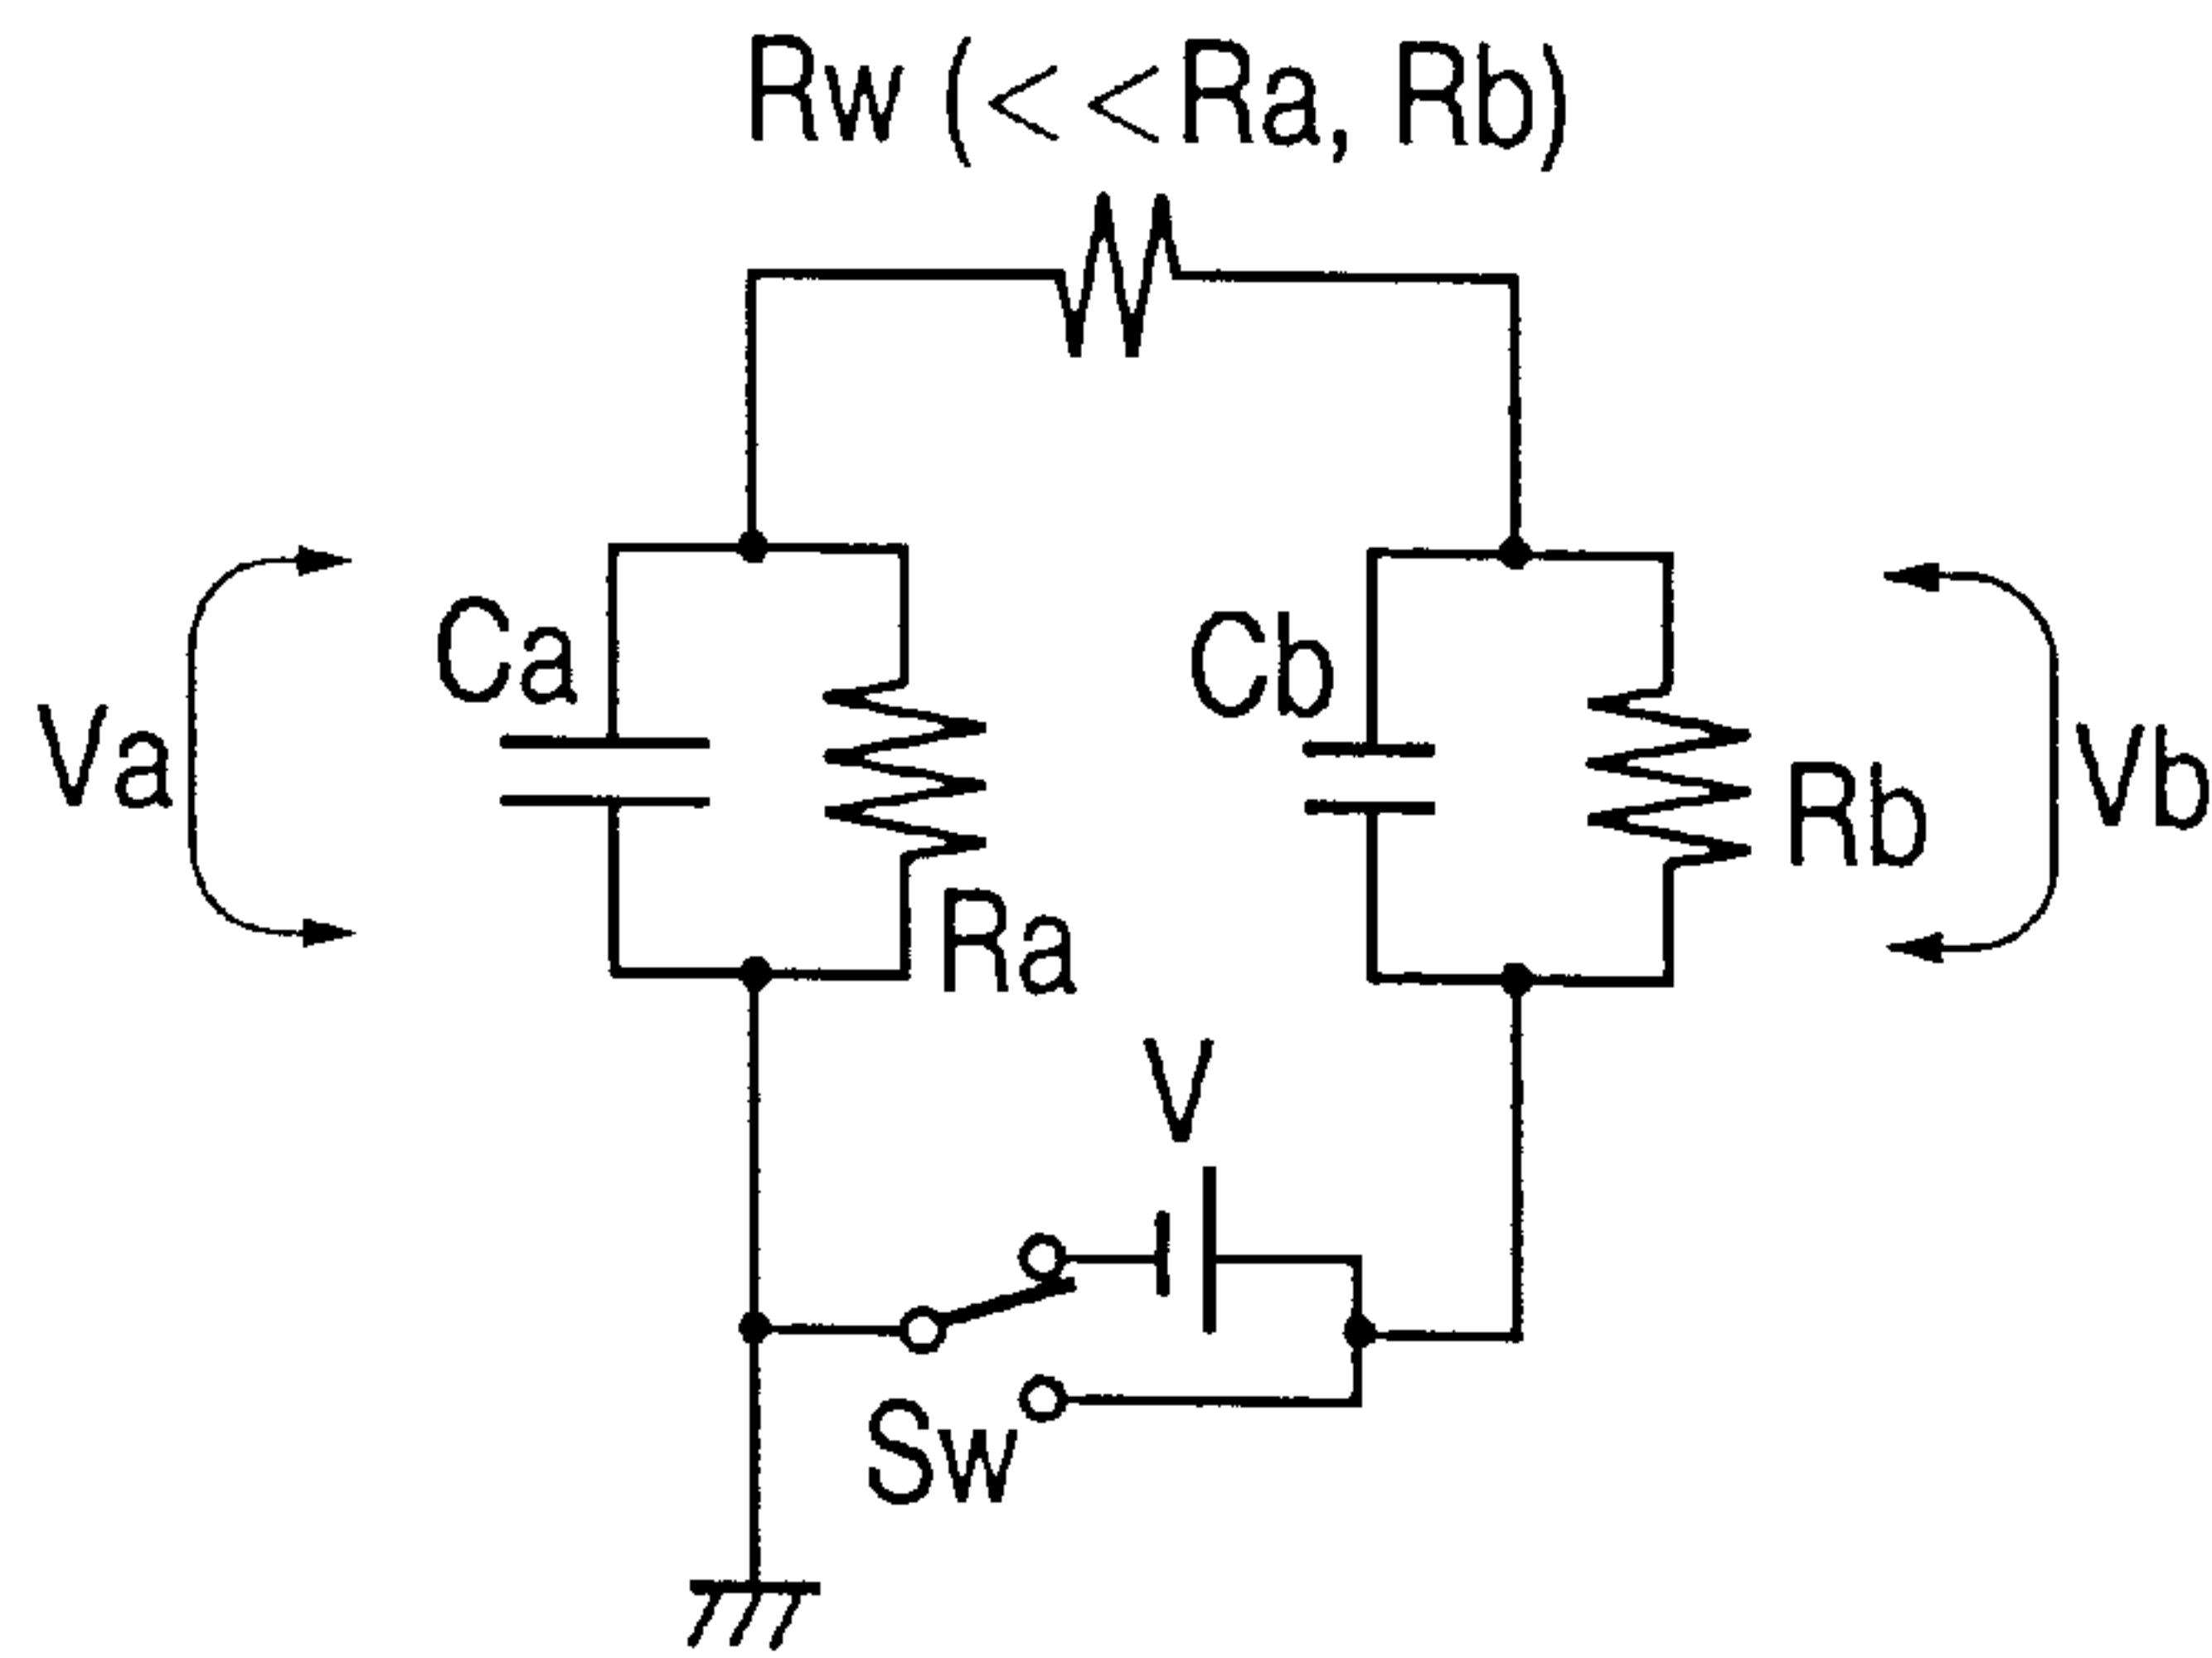 Rw (<<Ra, Rb)
Ca
Cb
Va
Vb
Rb
Ra
V
Sw